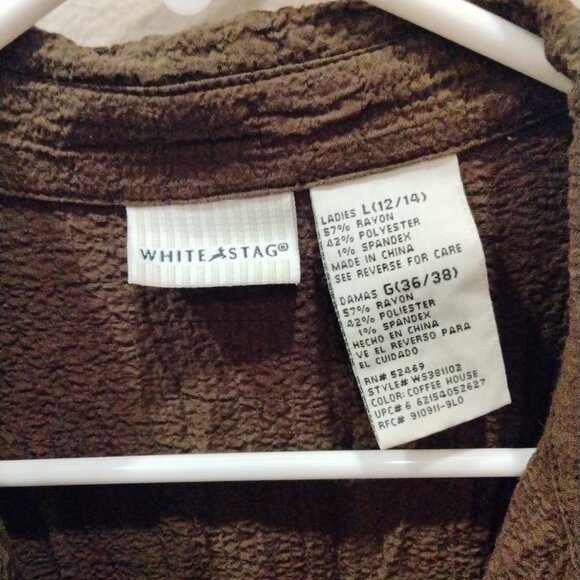 WHITE STAG®
LADIES L(12/14)
57% RAYON
42% POLYESTER
1% SPANDEX
MADE IN CHINA
SEE REVERSE FOR CARE
DAMAS G(36/38)
57% RAYON
42% POLIESTER
1% SPANDEX
HECHO EN CHINA
VE EL REVERSO PARA
EL CUIDADO
RN# 52469
STYLE# WS381102
COLOR: COFFEE HOUSE
UPC# 6 62154052627
RFC# 910911-9L0